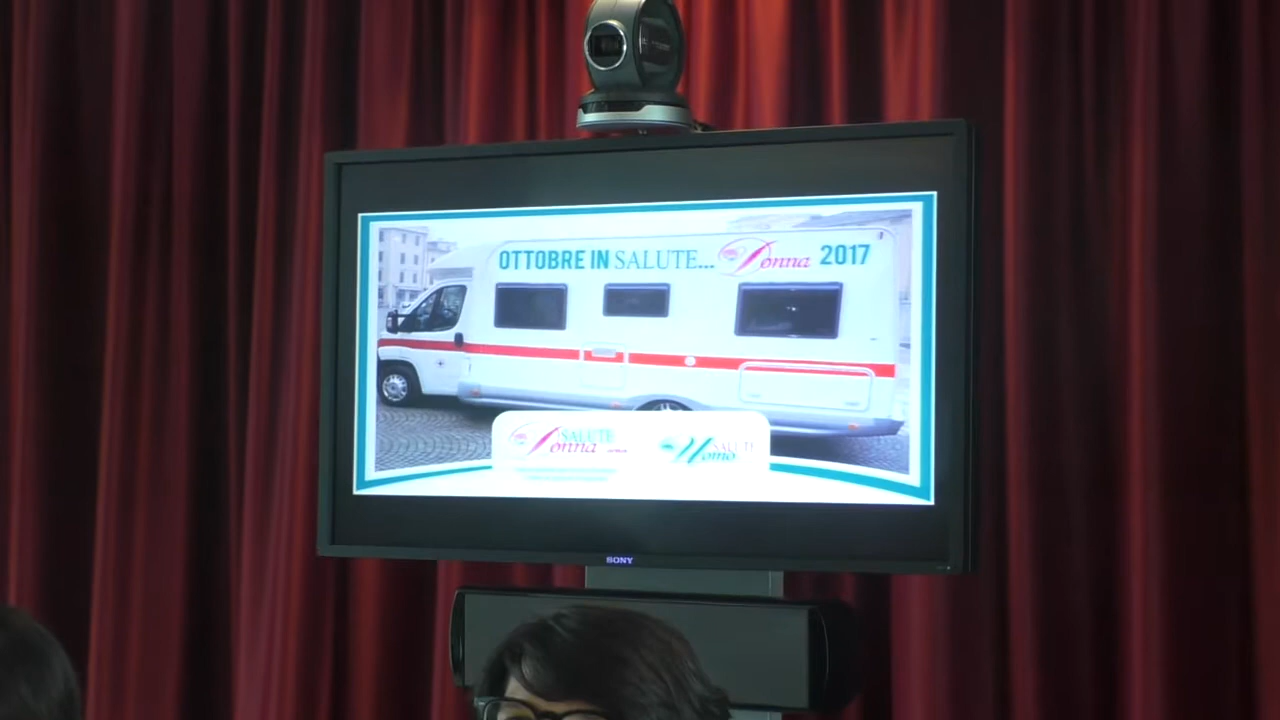 OTTOBRE IN SALUTE... Donna 2017
SALUTE
Donna
SALUTE
Uomo
SONY